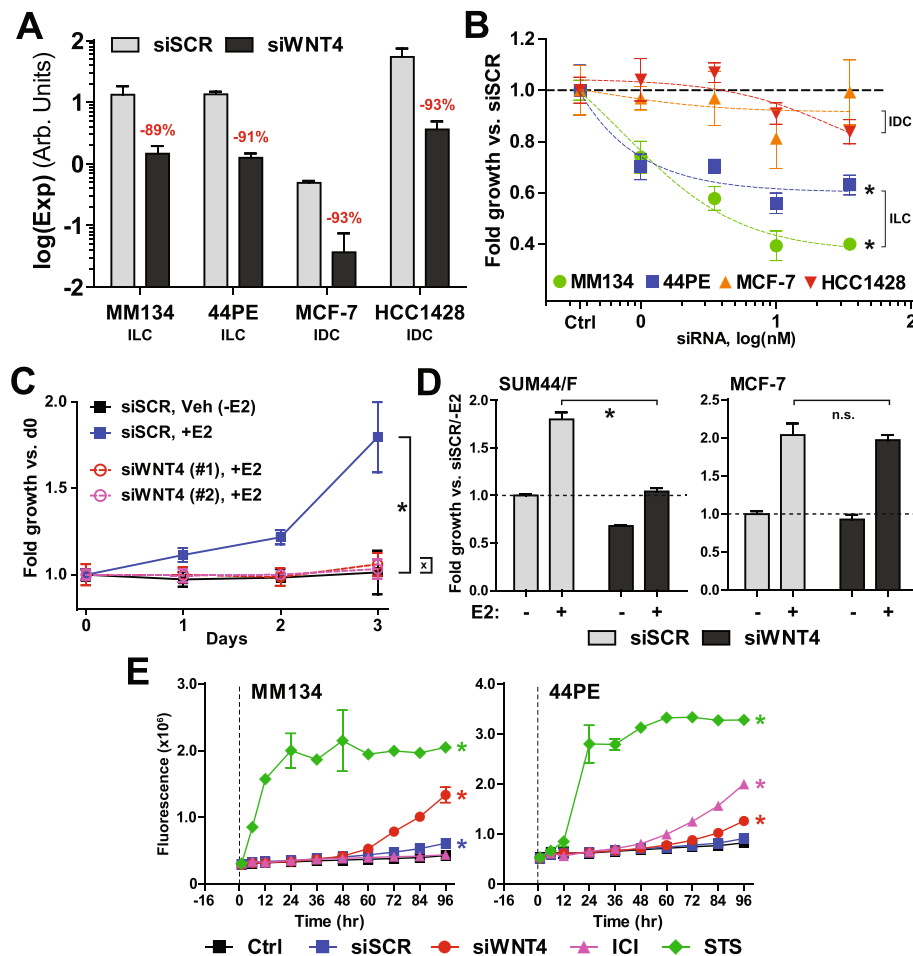 A
siSCR
siWNT4
log(Exp) (Arb. Units)
2
1
0
-1
-2
-89%
-91%
-93%
-93%
MM134
44PE
MCF-7
HCC1428
ILC
ILC
IDC
IDC
B
Fold growth vs. siSCR
1.2
1.0
0.8
0.6
0.4
IDC
*
ILC
*
MM134
44PE
MCF-7
HCC1428
Ctrl
0
1
2
siRNA, log(nM)
C
Fold growth vs. d0
2.0
1.5
1.0
siSCR, Veh (-E2)
siSCR, +E2
siWNT4 (#1), +E2
siWNT4 (#2), +E2
*
x
0
1
2
3
Days
D
SUM44/F
MCF-7
Fold growth vs. siSCR/-E2
2.0
1.5
1.0
0.5
0.0
*
2.5
2.0
1.5
1.0
0.5
0.0
n.s.
E2:
-
+
-
+
-
+
-
+
siSCR
siWNT4
E
MM134
44PE
Fluorescence (x10⁶)
3.0
2.0
1.0
0.0
*
*
*
-16
0
12
24
36
48
60
72
84
96
Time (hr)
4.0
3.0
2.0
1.0
0.0
*
*
*
-16
0
12
24
36
48
60
72
84
96
Time (hr)
Ctrl
siSCR
siWNT4
ICI
STS